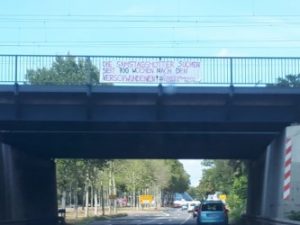 DIE SAMSTAGSMÜTTER SUCHEN
SEIT 700 WOCHEN NACH DEN
VERSCHWUNDENEN!